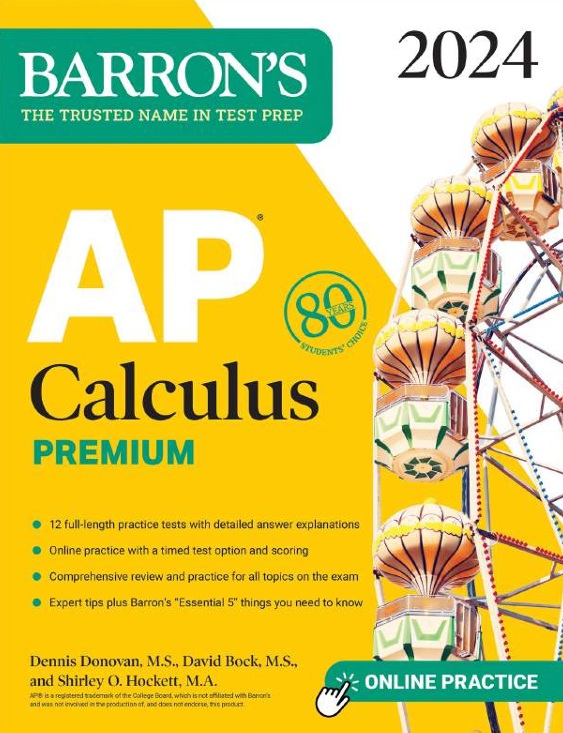 2024
BARRON'S
THE TRUSTED NAME IN TEST PREP
AP®
80
YEARS
STUDENTS' CHOICE
Calculus
PREMIUM
12 full-length practice tests with detailed answer explanations
Online practice with a timed test option and scoring
Comprehensive review and practice for all topics on the exam
Expert tips plus Barron's “Essential 5” things you need to know
Dennis Donovan, M.S., David Bock, M.S.,
and Shirley O. Hockett, M.A.
AP® is a registered trademark of the College Board, which is not affiliated with Barron's
and was not involved in the production of, and does not endorse, this product.
ONLINE PRACTICE